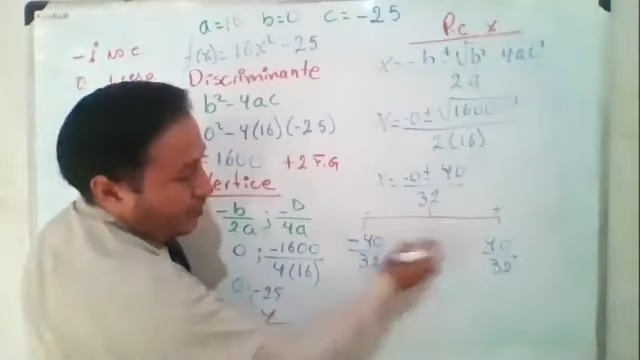 a=16 b=0 c=-25
f(x)= 16x²-25
Discriminante
b²-4ac
0²-4(16)(-25)
1600 +2 F.G
Vertice
-b/2a ; -D/4a
0 ; -1600/4(16)
0 ; -25
P.c x
x= -b±√b² 4ac / 2a
x= -0±√1600 / 2(16)
x= -0±40 / 32
- +
-40/32 40/32